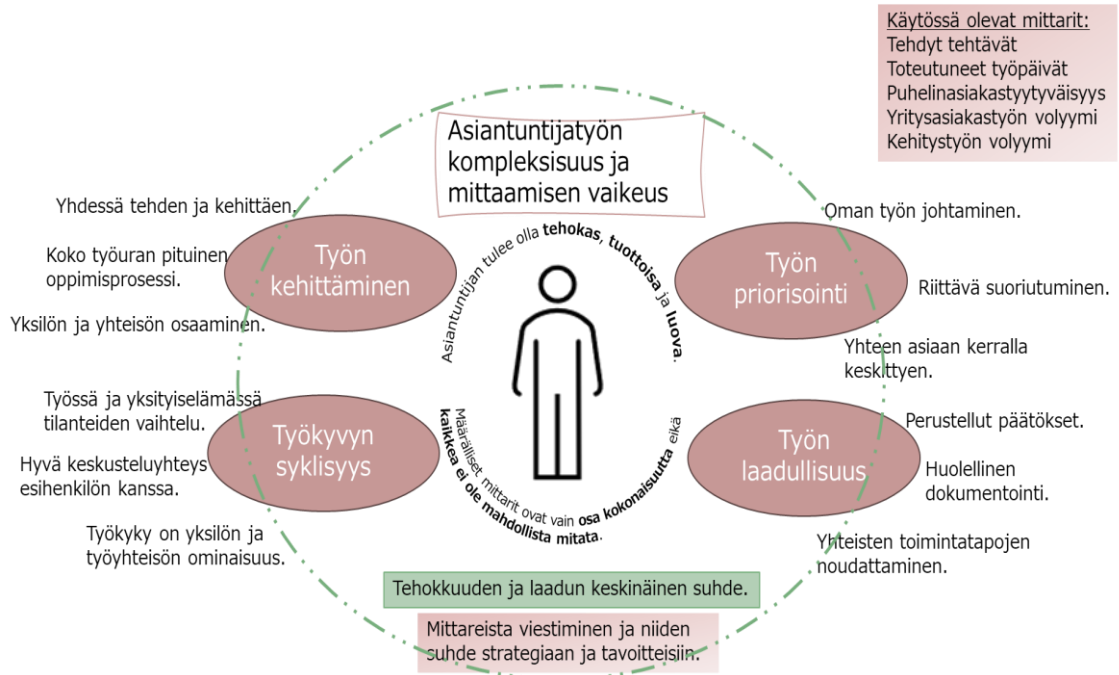 Käytössä olevat mittarit:
Tehdyt tehtävät
Toteutuneet työpäivät
Puhelinasiakastyytyväisyys
Yritysasiakastyön volyymi
Kehitystyön volyymi
Asiantuntijatyön
kompleksisuus ja
mittaamisen vaikeus
Yhdessä tehden ja kehittäen.
Koko työuran pituinen
oppimisprosessi.
Yksilön ja yhteisön osaaminen.
Työn
kehittäminen
Asiantuntijan tulee olla tehokas, tuottoisa ja luova.
Oman työn johtaminen.
Työn
priorisointi
Riittävä suoriutuminen.
Yhteen asiaan kerralla
keskittyen.
Työssä ja yksityiselämässä
tilanteiden vaihtelu.
Hyvä keskusteluyhteys
esihenkilön kanssa.
Työkyky on yksilön ja
työyhteisön ominaisuus.
Työkyvyn
syklisyys
Määrälliset mittarit ovat vain osa kokonaisuutta eikä
kaikkea ei ole mahdollista mitata.
Työn
laadullisuus
Perustellut päätökset.
Huolellinen
dokumentointi.
Yhteisten toimintatapojen
noudattaminen.
Tehokkuuden ja laadun keskinäinen suhde.
Mittareista viestiminen ja niiden
suhde strategiaan ja tavoitteisiin.